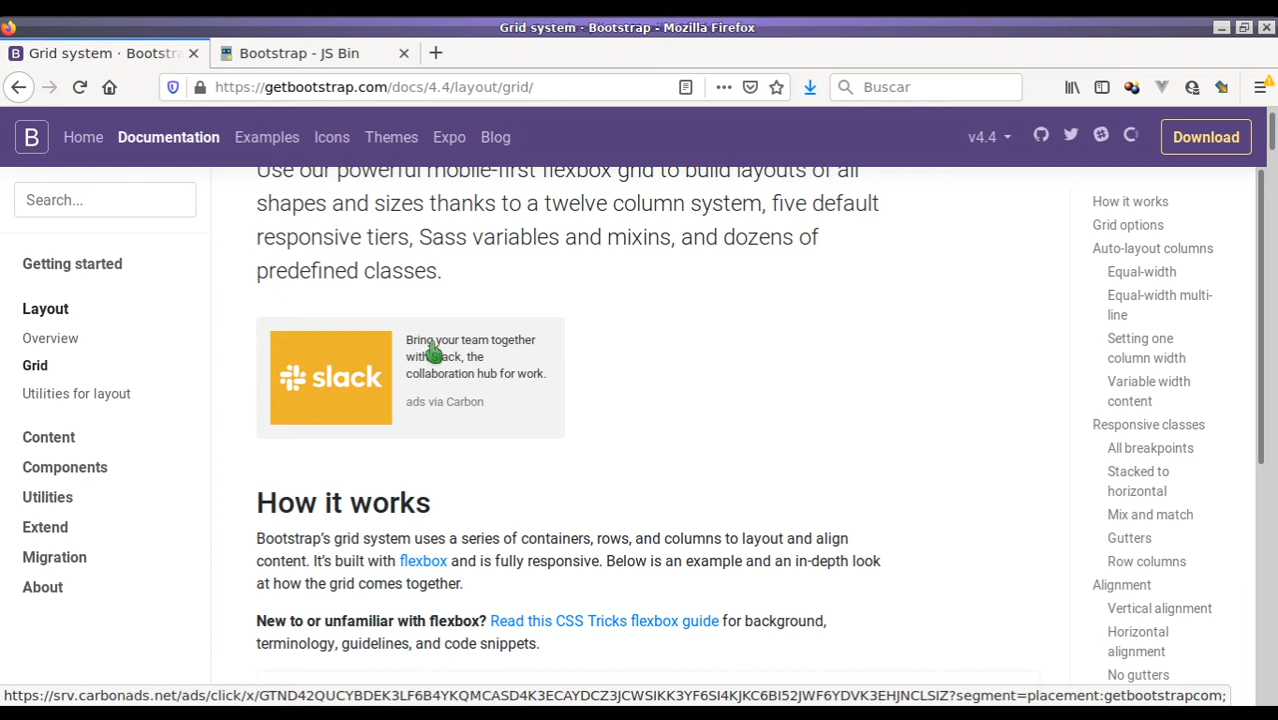 Grid system · Bootstrap - Mozilla Firefox
Grid system · Bootstra
Bootstrap - JS Bin
https://getbootstrap.com/docs/4.4/layout/grid/
Buscar
B Home Documentation Examples Icons Themes Expo Blog v4.4 Download
Search...
Getting started
Layout
Overview
Grid
Utilities for layout
Content
Components
Utilities
Extend
Migration
About
Use our powerful mobile-first flexbox grid to build layouts of all
shapes and sizes thanks to a twelve column system, five default
responsive tiers, Sass variables and mixins, and dozens of
predefined classes.
slack
Bring your team together
with Slack, the
collaboration hub for work.
ads via Carbon
How it works
Bootstrap’s grid system uses a series of containers, rows, and columns to layout and align
content. It’s built with flexbox and is fully responsive. Below is an example and an in-depth look
at how the grid comes together.
New to or unfamiliar with flexbox? Read this CSS Tricks flexbox guide for background,
terminology, guidelines, and code snippets.
How it works
Grid options
Auto-layout columns
Equal-width
Equal-width multi-
line
Setting one
column width
Variable width
content
Responsive classes
All breakpoints
Stacked to
horizontal
Mix and match
Gutters
Row columns
Alignment
Vertical alignment
Horizontal
alignment
No gutters
https://srv.carbonads.net/ads/click/x/GTND42QUCYBDEK3LF6B4YKQMCASD4K3ECAYDCZ3JCWSIKK3YF6SI4KJKC6BI52JWF6YDVK3EHJNCLSIZ?segment=placement:getbootstrapcom;